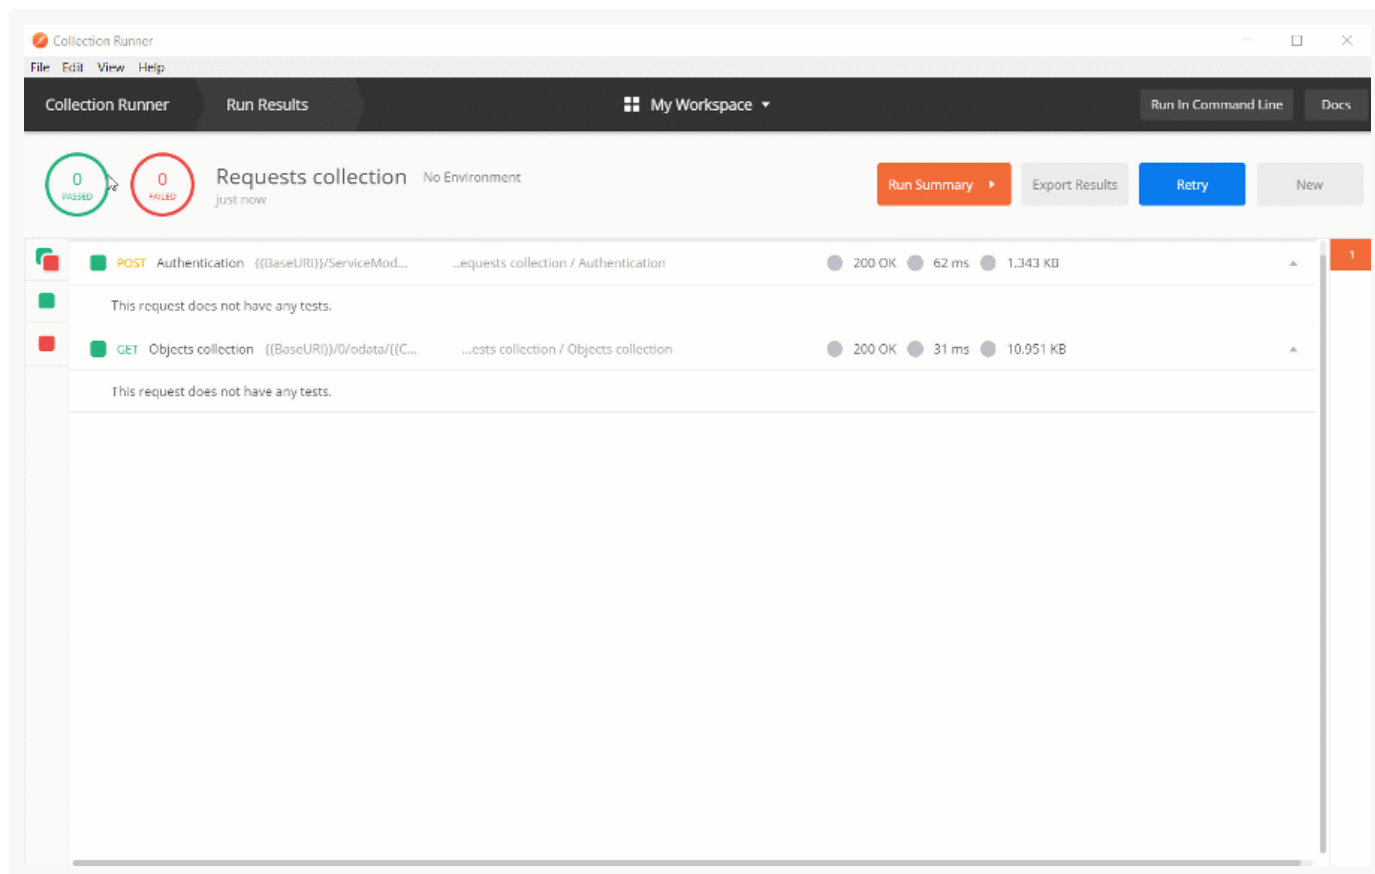 Collection Runner
File Edit View Help
Collection Runner Run Results My Workspace Run In Command Line Docs
0 PASSED 0 FAILED Requests collection No Environment Run Summary Export Results Retry New
just now
POST Authentication {{BaseURI}}/ServiceMod... ...equests collection / Authentication 200 OK 62 ms 1.343 KB 1
This request does not have any tests.
GET Objects collection {{BaseURI}}/0/odata/{{C... ...ests collection / Objects collection 200 OK 31 ms 10.951 KB
This request does not have any tests.